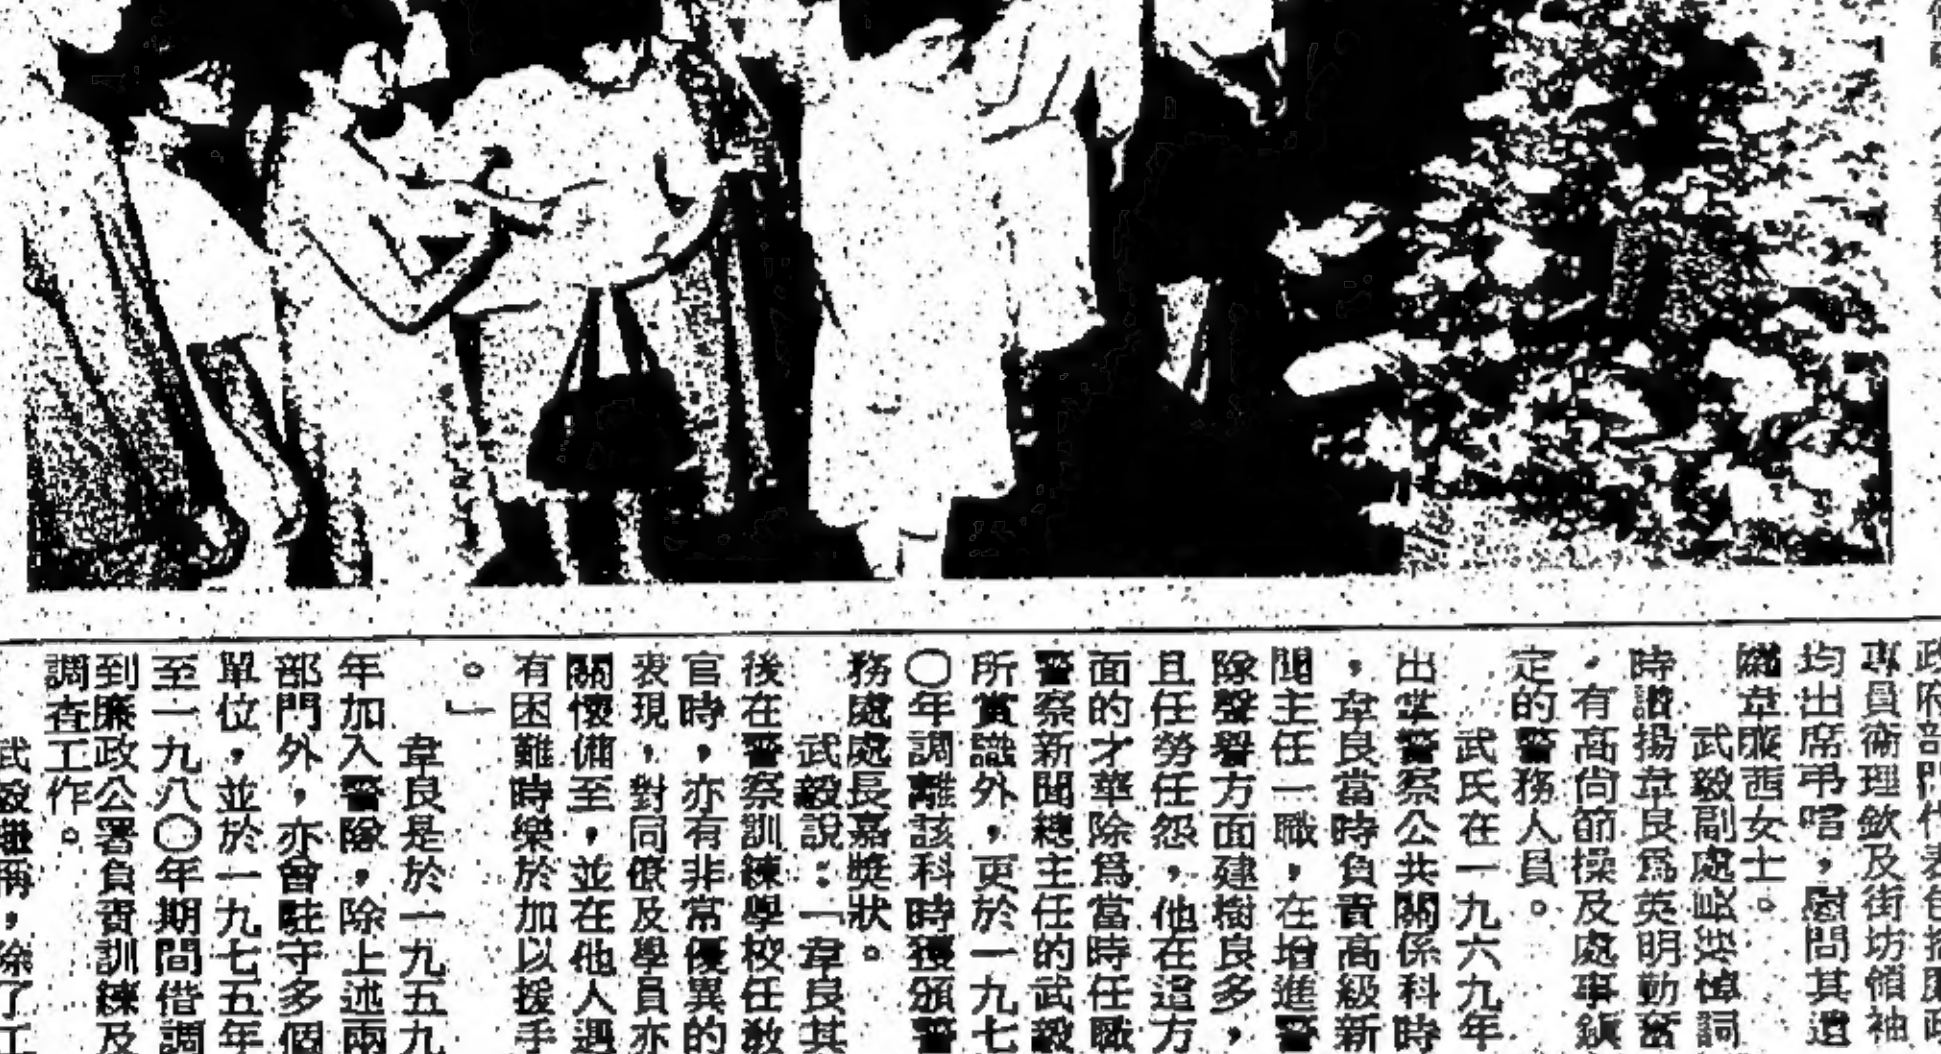 政府部門代表包括廉政
專員衞理欽及街坊領袖
均出席弔唁，慰問其遺
孀韋 西女士。
武毅副處 致悼詞
時讚揚韋良爲英明勤奮
，有高尙節操及處事鎮
定的警務人員。
武氏在一九六九年
出掌警察公共關係科時
，韋良當時負責高級新
聞主任一職，在增進警
隊聲譽方面建樹良多，
且任勞任怨，他在這方
面的才華除爲當時任職
警察新聞總主任的武毅
所賞識外，更於一九七
〇年調離該科時獲頒警
務處處長嘉獎狀。
武毅說：「韋良其
後在警察訓練學校任教
官時，亦有非常優異的
表現，對同僚及學員亦
關懷備至，並在他人遇
有困難時樂於加以援手
。」
韋良是於一九五九
年加入警隊，除上述兩
部門外，亦曾駐守多個
單位，並於一九七五年
至一九八〇年期間借調
到廉政公署負責訓練及
調查工作。
武毅 稱，除了工